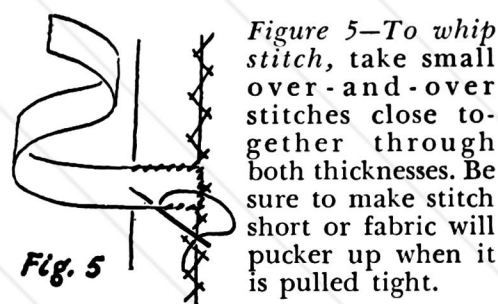 Figure 5—To whip
stitch, take small
over-and-over
stitches close to-
gether through
both thicknesses. Be
sure to make stitch
short or fabric will
pucker up when it
is pulled tight.
Fig. 5